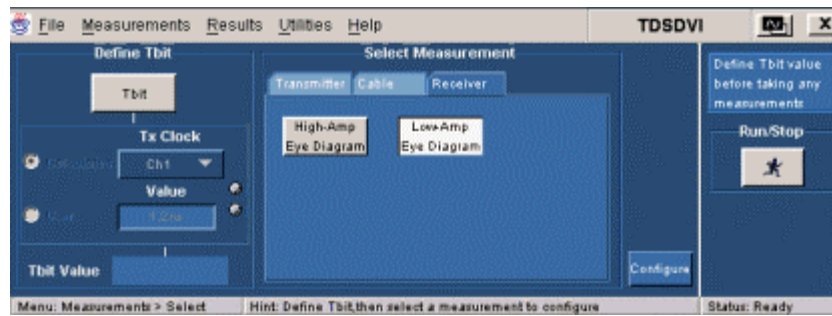 File Measurements Results Utilities Help TDSDVI X
Define Tbit
Tbit
Tx Clock
Ch1
Value
1.2ns
Tbit Value
Select Measurement
Transmitter Cable Receiver
High-Amp
Eye Diagram
Low-Amp
Eye Diagram
Configure
Define Tbit value
before taking any
measurements
Run/Stop
Menu: Measurements > Select
Hint: Define Tbit,then select a measurement to configure
Status: Ready